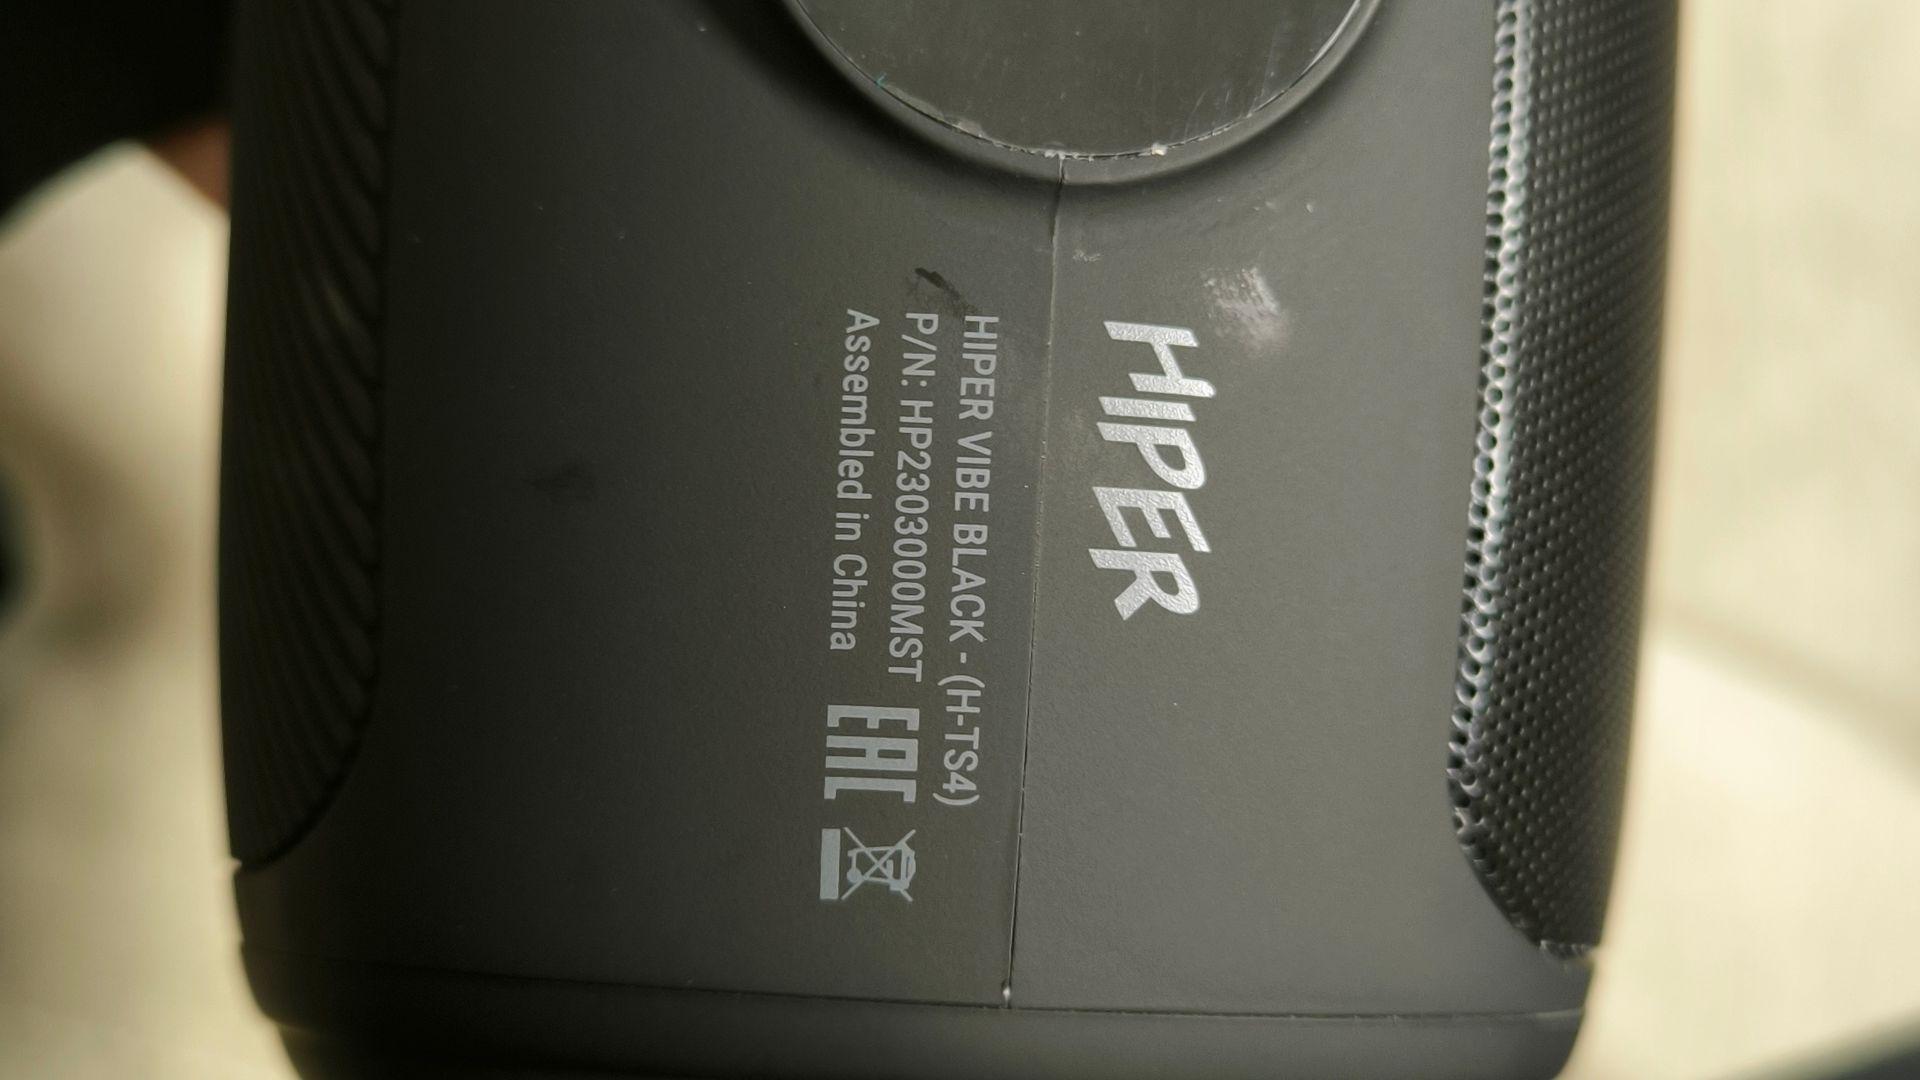 HIPER
HIPER VIBE BLACK - (H-TS4)
P/N: HP2303000MST
Assembled in China
EAC